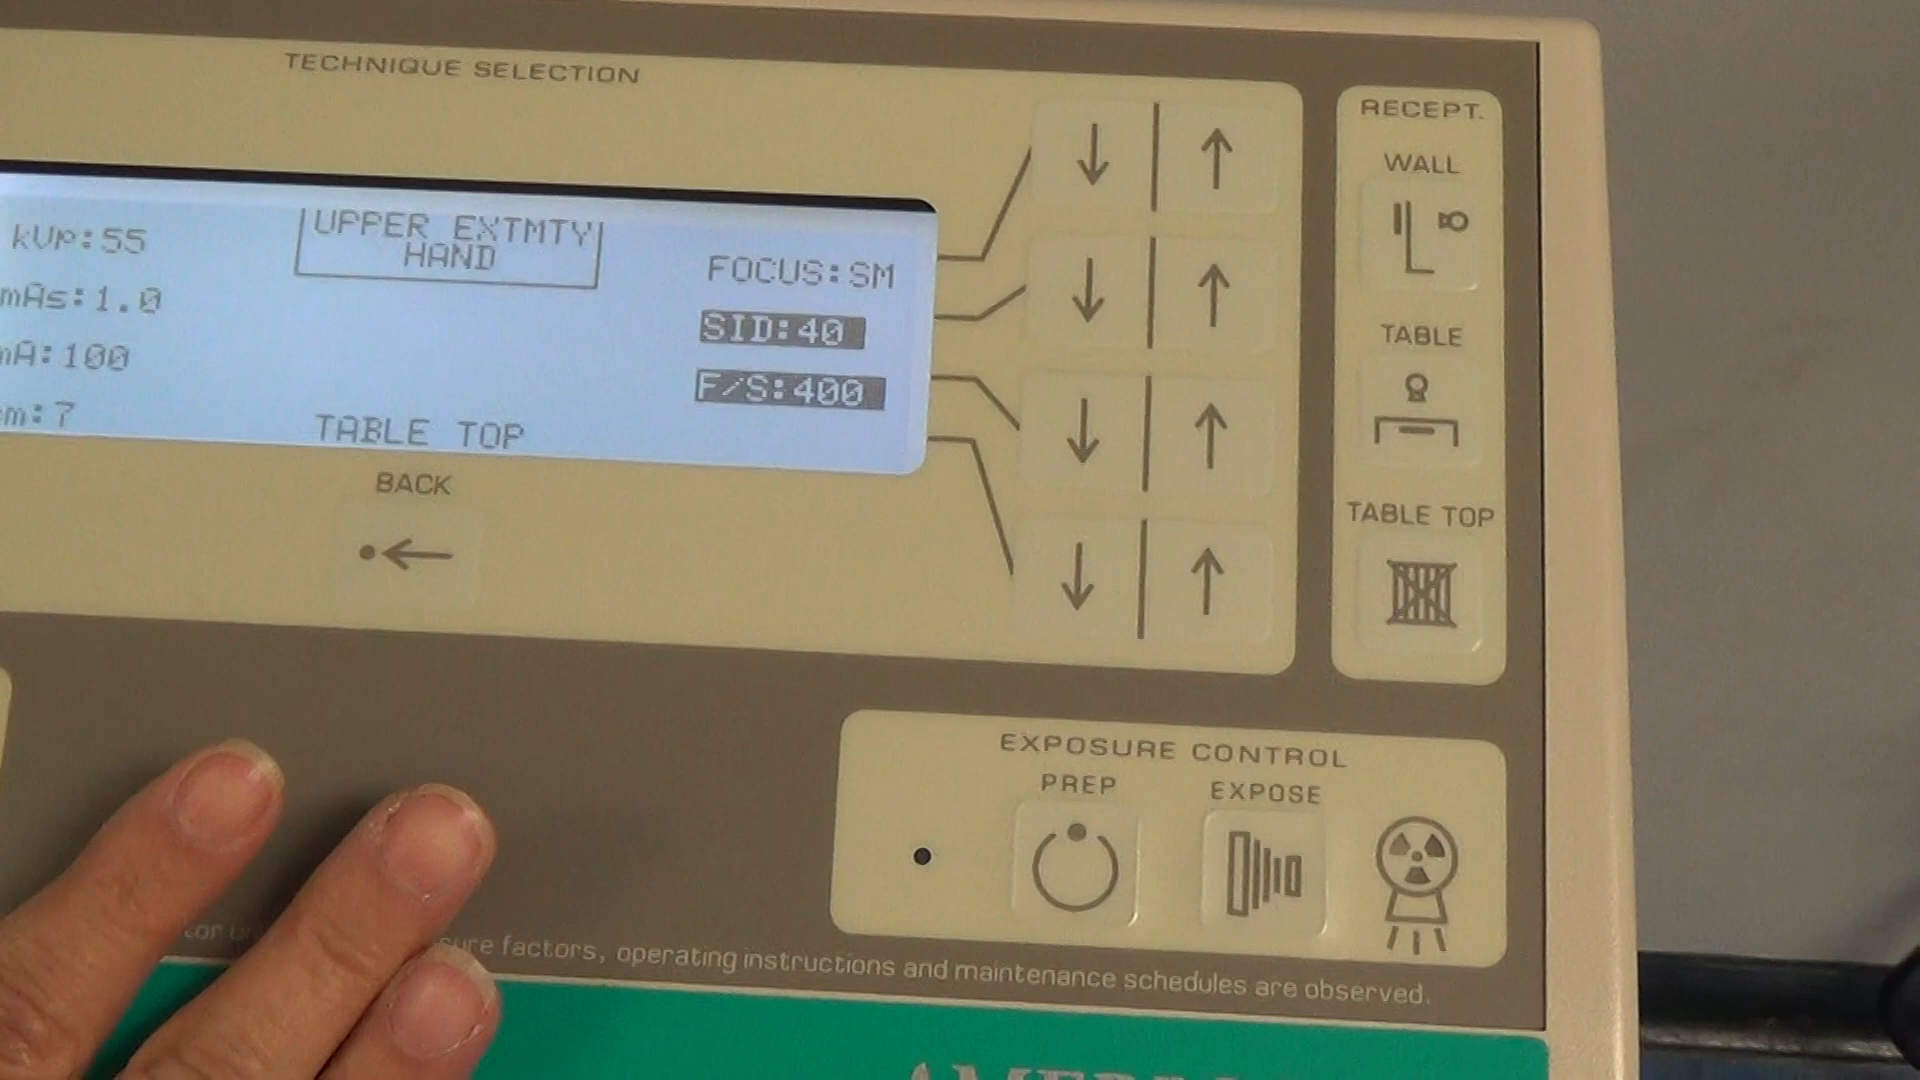 TECHNIQUE SELECTION
RECEPT.
WALL
kVp:55
UPPER EXTMTY
HAND
FOCUS:SM
mAs:1.0
SID:40
TABLE
mA:100
F/S:400
cm:7
TABLE TOP
TABLE TOP
BACK
EXPOSURE CONTROL
PREP
EXPOSE
factors, operating instructions and maintenance schedules are observed.